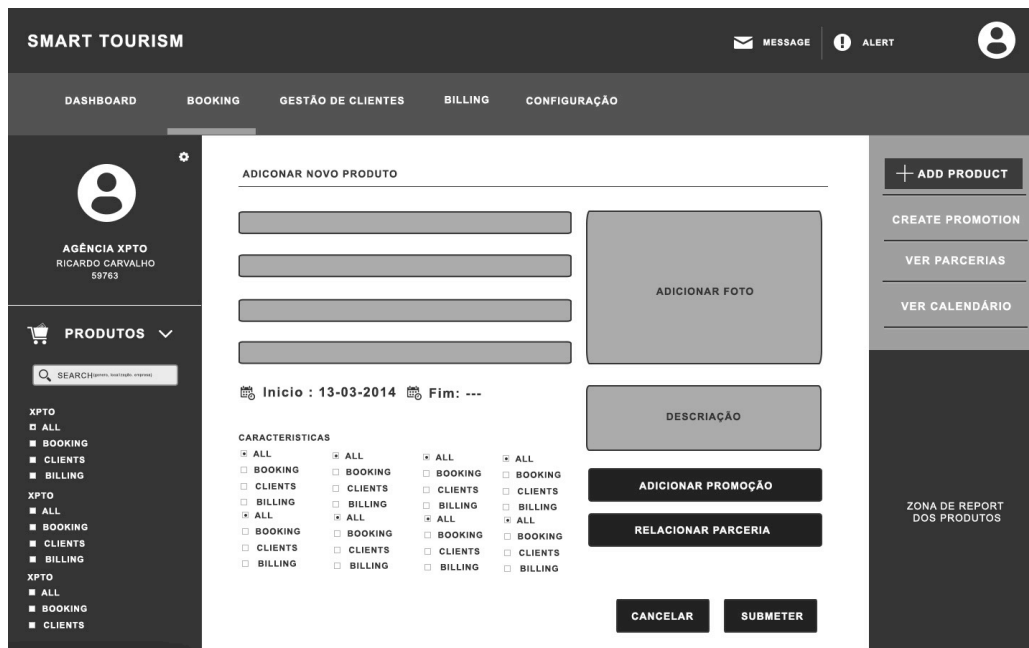 SMART TOURISM
MESSAGE
ALERT
DASHBOARD BOOKING GESTÃO DE CLIENTES BILLING CONFIGURAÇÃO
AGÊNCIA XPTO
RICARDO CARVALHO
59763
PRODUTOS
SEARCH
XPTO
ALL
BOOKING
CLIENTS
BILLING
XPTO
ALL
BOOKING
CLIENTS
BILLING
XPTO
ALL
BOOKING
CLIENTS
ADICONAR NOVO PRODUTO
ADICIONAR FOTO
Inicio : 13-03-2014 Fim: ---
DESCRIAÇÃO
CARACTERISTICAS
ALL ALL ALL ALL
BOOKING BOOKING BOOKING BOOKING
CLIENTS CLIENTS CLIENTS CLIENTS
BILLING BILLING BILLING BILLING
ALL ALL ALL ALL
BOOKING BOOKING BOOKING BOOKING
CLIENTS CLIENTS CLIENTS CLIENTS
BILLING BILLING BILLING BILLING
ADICIONAR PROMOÇÃO
RELACIONAR PARCERIA
CANCELAR SUBMETER
ADD PRODUCT
CREATE PROMOTION
VER PARCERIAS
VER CALENDÁRIO
ZONA DE REPORT
DOS PRODUTOS